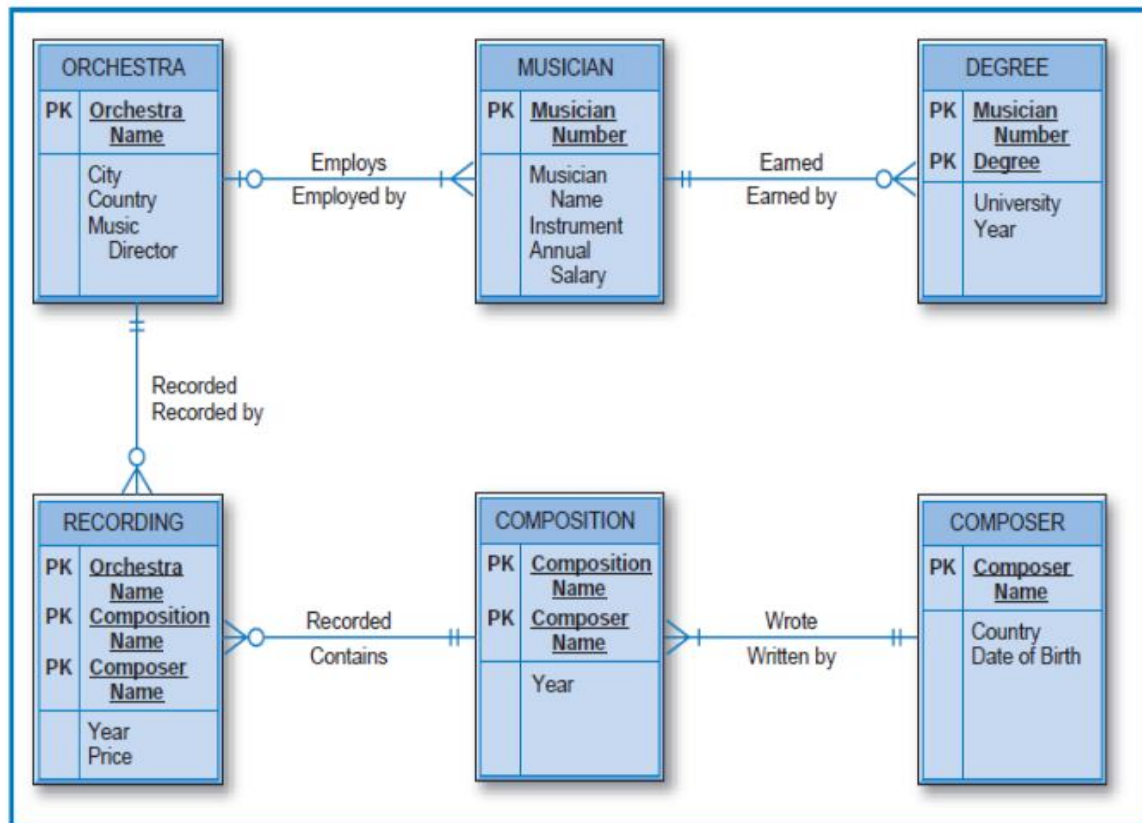 ORCHESTRA
PK Orchestra
Name
City
Country
Music
Director
Employs
Employed by
MUSICIAN
PK Musician
Number
Musician
Name
Instrument
Annual
Salary
Earned
Earned by
DEGREE
PK Musician
Number
PK Degree
University
Year
Recorded
Recorded by
RECORDING
PK Orchestra
Name
PK Composition
Name
PK Composer
Name
Year
Price
Recorded
Contains
COMPOSITION
PK Composition
Name
PK Composer
Name
Year
Wrote
Written by
COMPOSER
PK Composer
Name
Country
Date of Birth